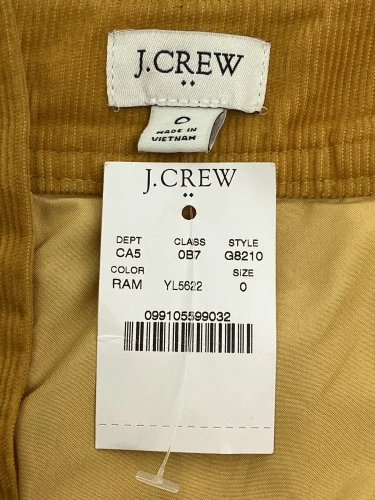 J.CREW
0
MADE IN
VIETNAM
J.CREW
DEPT CLASS STYLE
CA5 0B7 G8210
COLOR SIZE
RAM YL5622 0
099105599032